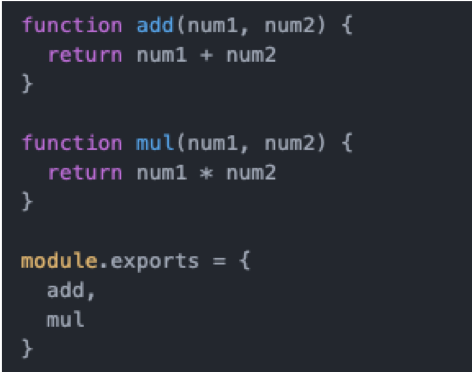 function add(num1, num2) {
  return num1 + num2
}

function mul(num1, num2) {
  return num1 * num2
}

module.exports = {
  add,
  mul
}